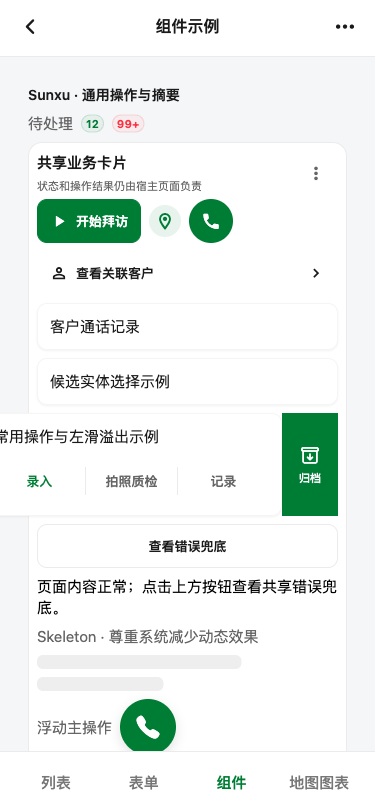 组件示例
Sunxu · 通用操作与摘要
待处理 12 99+
共享业务卡片
状态和操作结果仍由宿主页面负责
开始拜访
查看关联客户
客户通话记录
候选实体选择示例
常用操作与左滑溢出示例
录入 拍照质检 记录
归档
查看错误兜底
页面内容正常；点击上方按钮查看共享错误兜
底。
Skeleton · 尊重系统减少动态效果
浮动主操作
列表 表单 组件 地图图表